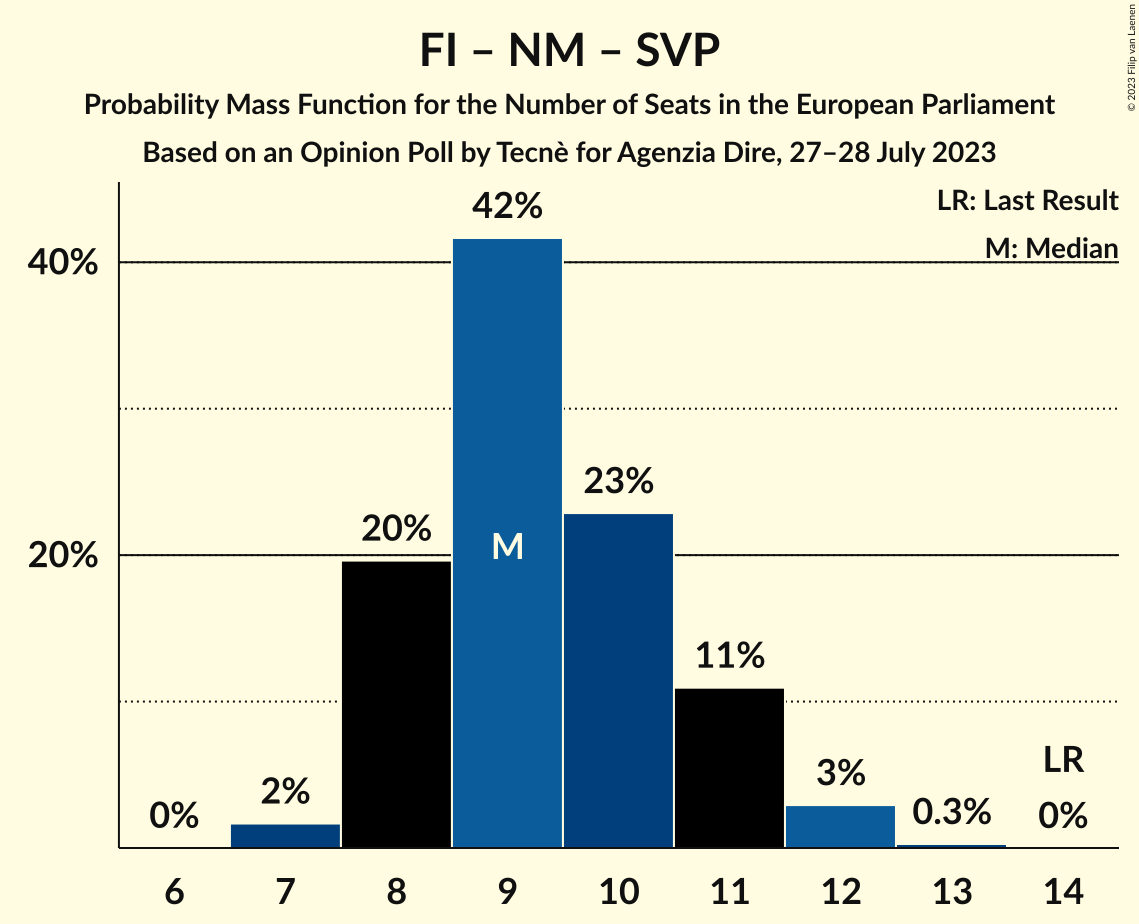 FI – NM – SVP
Probability Mass Function for the Number of Seats in the European Parliament
Based on an Opinion Poll by Tecnè for Agenzia Dire, 27–28 July 2023
© 2023 Filip van Laenen
LR: Last Result
M: Median
42%
40%
23%
20%
M
20%
11%
LR
3%
2%
0.3%
0%
0%
6 7 8 9 10 11 12 13 14